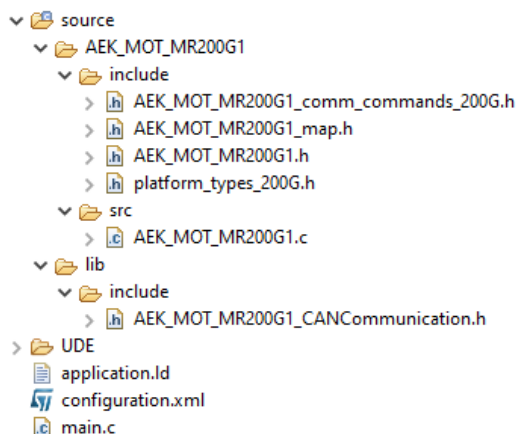 source
AEK_MOT_MR200G1
include
AEK_MOT_MR200G1_comm_commands_200G.h
AEK_MOT_MR200G1_map.h
AEK_MOT_MR200G1.h
platform_types_200G.h
src
AEK_MOT_MR200G1.c
lib
include
AEK_MOT_MR200G1_CANCommunication.h
UDE
application.ld
configuration.xml
main.c